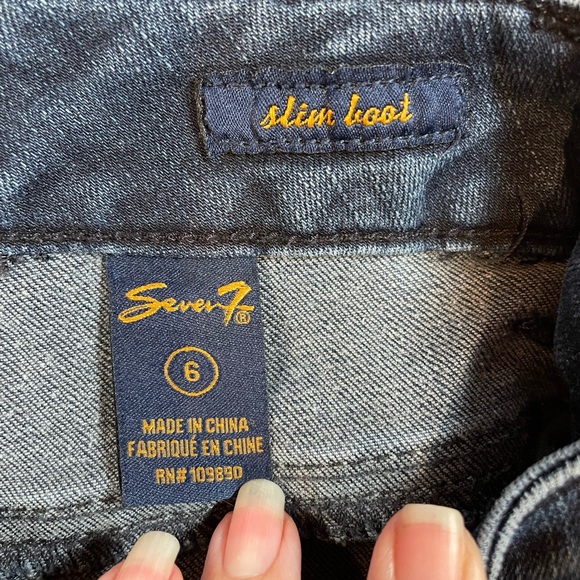 slim boot
Seven7®
6
MADE IN CHINA
FABRIQUÉ EN CHINE
RN# 109890